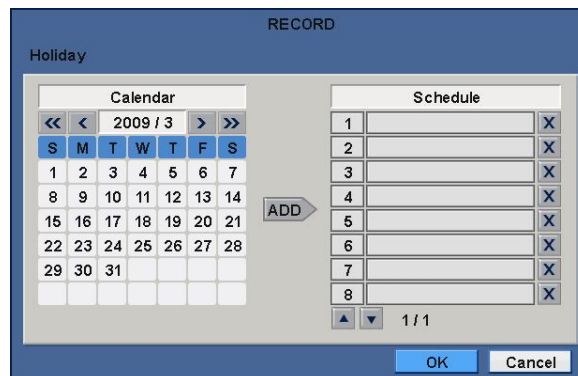 RECORD
Holiday
Calendar
« < 2009 / 3 > »
S M T W T F S
1 2 3 4 5 6 7
8 9 10 11 12 13 14
15 16 17 18 19 20 21
22 23 24 25 26 27 28
29 30 31
ADD
Schedule
1 X
2 X
3 X
4 X
5 X
6 X
7 X
8 X
▲ ▼ 1 / 1
OK Cancel